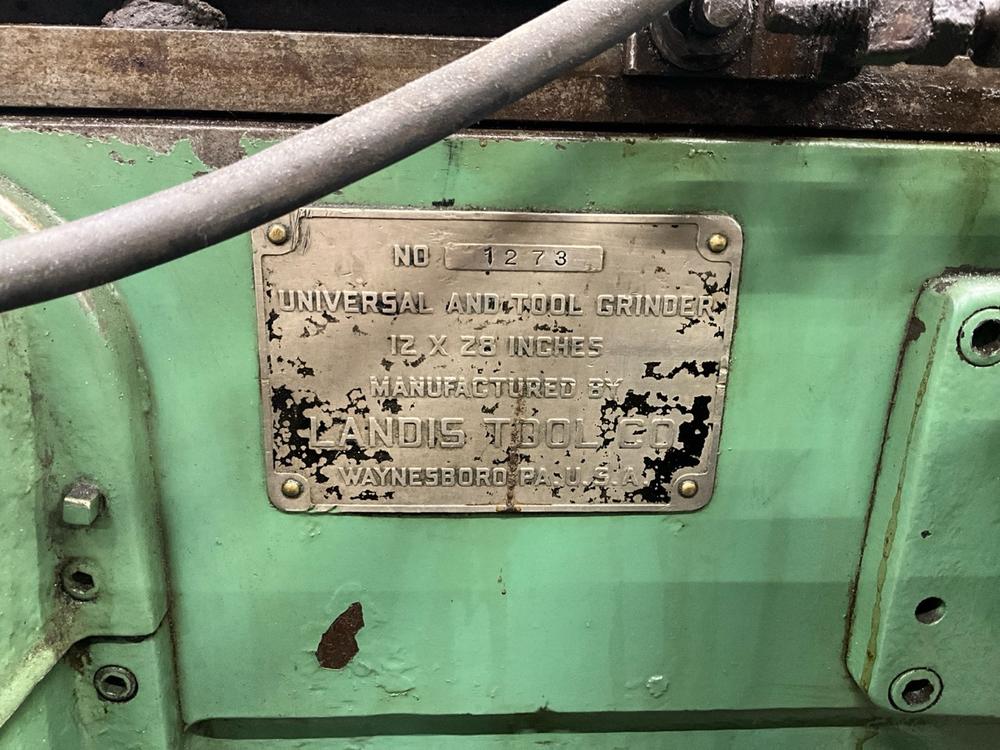 NO 1273
UNIVERSAL AND TOOL GRINDER
12 X 28 INCHES
MANUFACTURED BY
LANDIS TOOL CO
WAYNESBORO PA. U.S.A